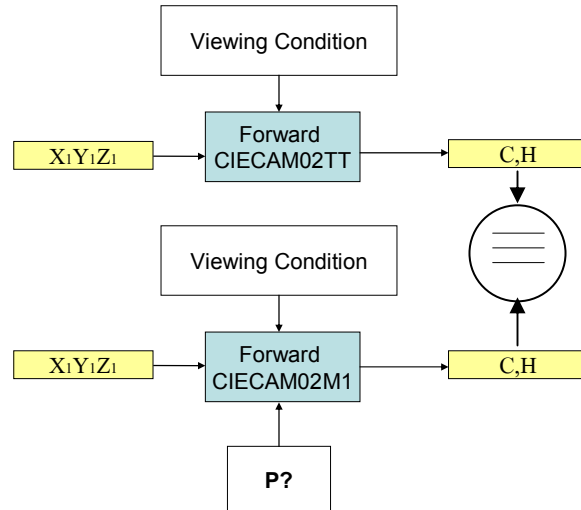 Viewing Condition
Forward
CIECAM02TT
X1Y1Z1
C,H
Viewing Condition
Forward
CIECAM02M1
X1Y1Z1
C,H
P?